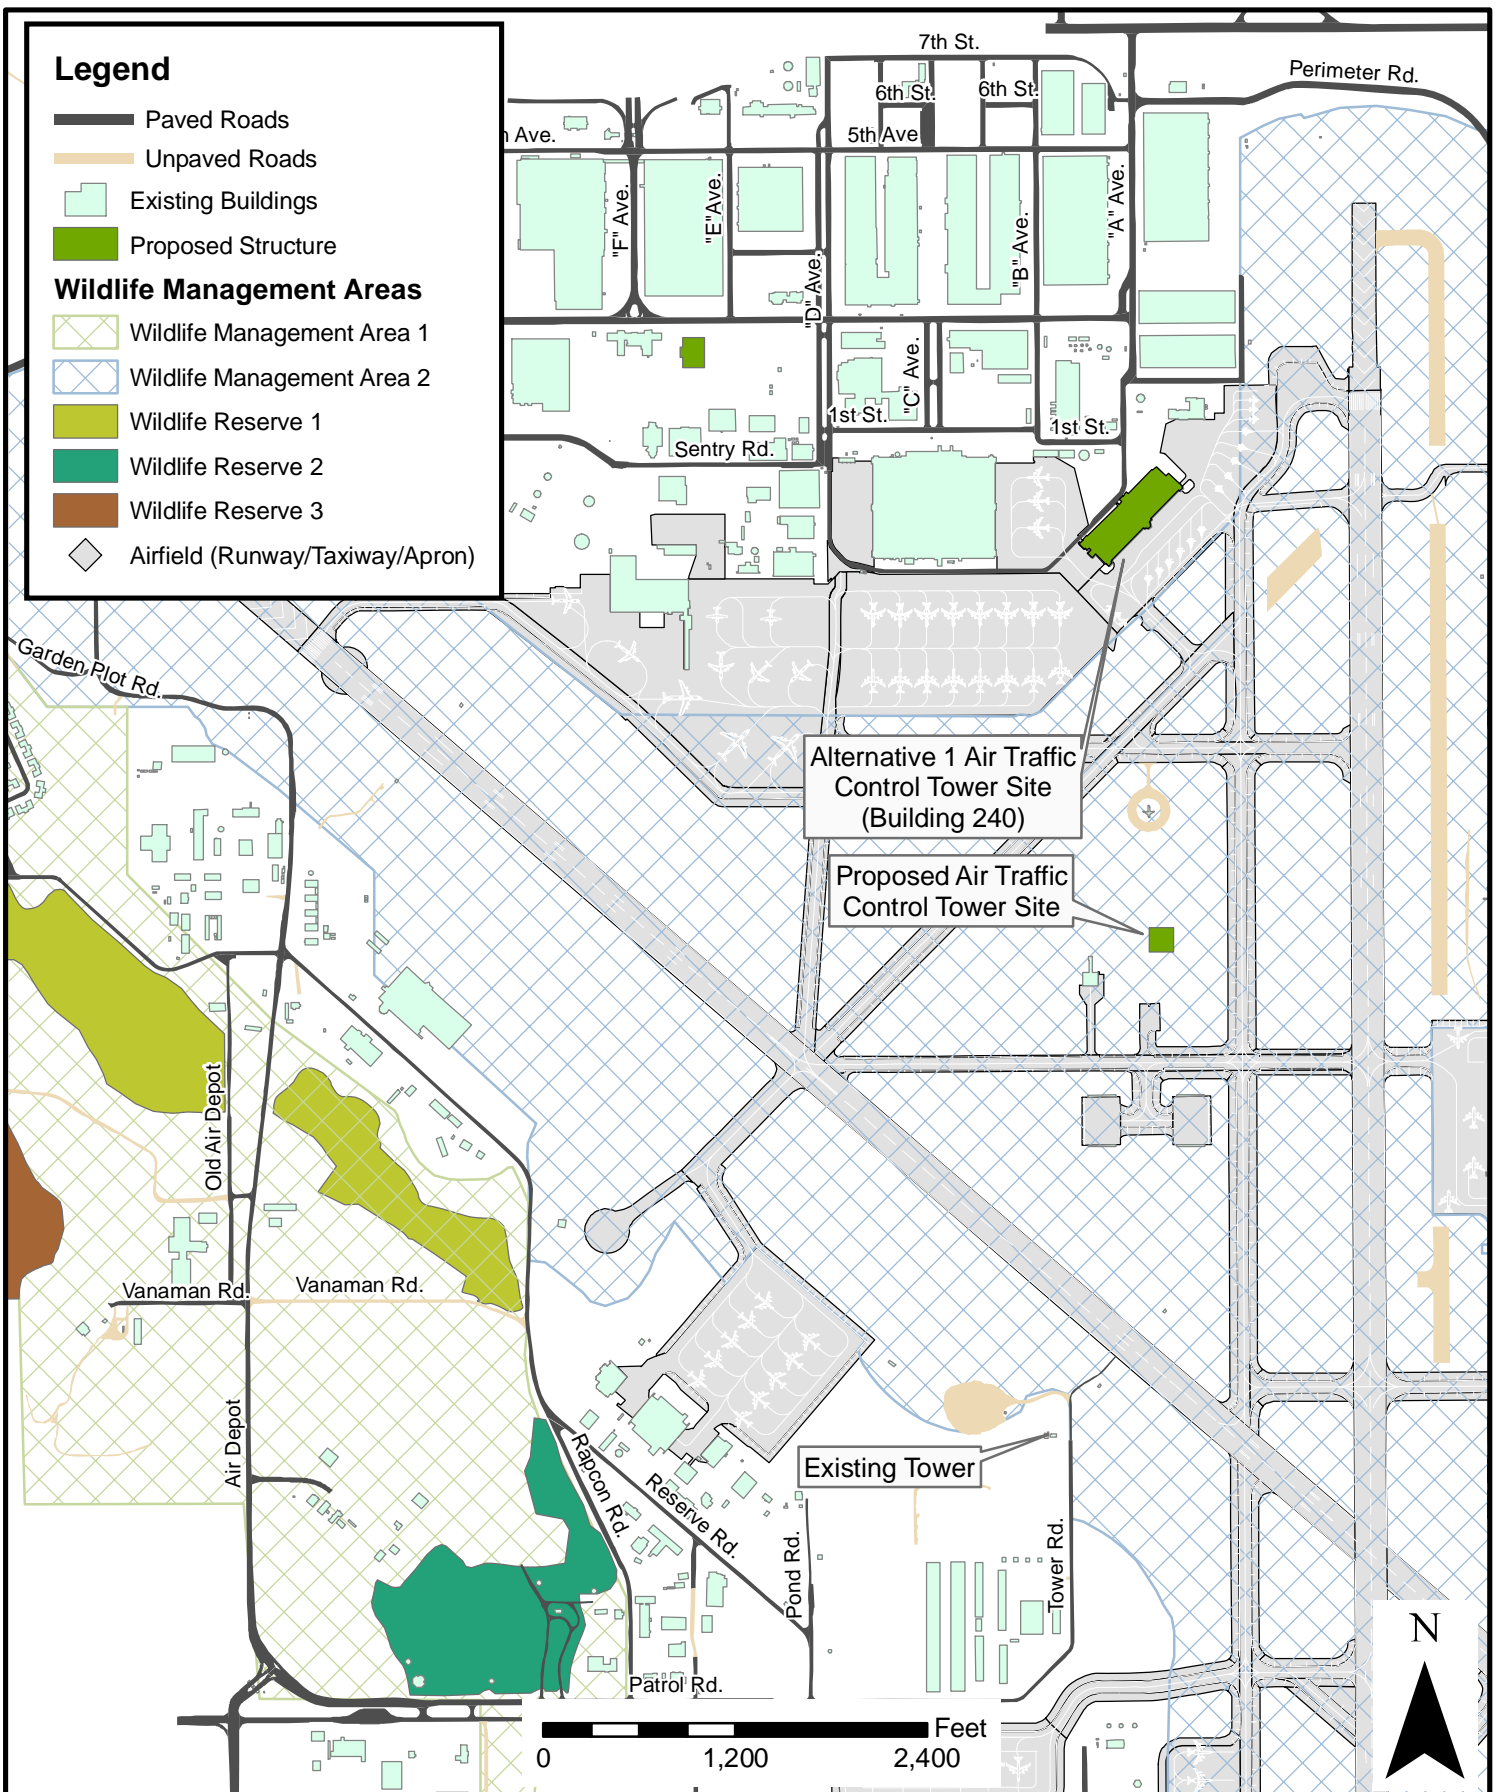 Legend
Paved Roads
Unpaved Roads
Existing Buildings
Proposed Structure
Wildlife Management Areas
Wildlife Management Area 1
Wildlife Management Area 2
Wildlife Reserve 1
Wildlife Reserve 2
Wildlife Reserve 3
Airfield (Runway/Taxiway/Apron)
7th St.
Perimeter Rd.
6th St.
6th St.
Ave.
5th Ave
"F" Ave.
"E" Ave.
"D" Ave.
"C" Ave.
"B" Ave.
"A" Ave.
1st St.
1st St.
Sentry Rd.
Garden Plot Rd.
Alternative 1 Air Traffic
Control Tower Site
(Building 240)
Proposed Air Traffic
Control Tower Site
Old Air Depot
Vanaman Rd.
Vanaman Rd.
Air Depot
Existing Tower
Rapcon Rd.
Reserve Rd.
Pond Rd.
Tower Rd.
Patrol Rd.
N
Feet
0 1,200 2,400